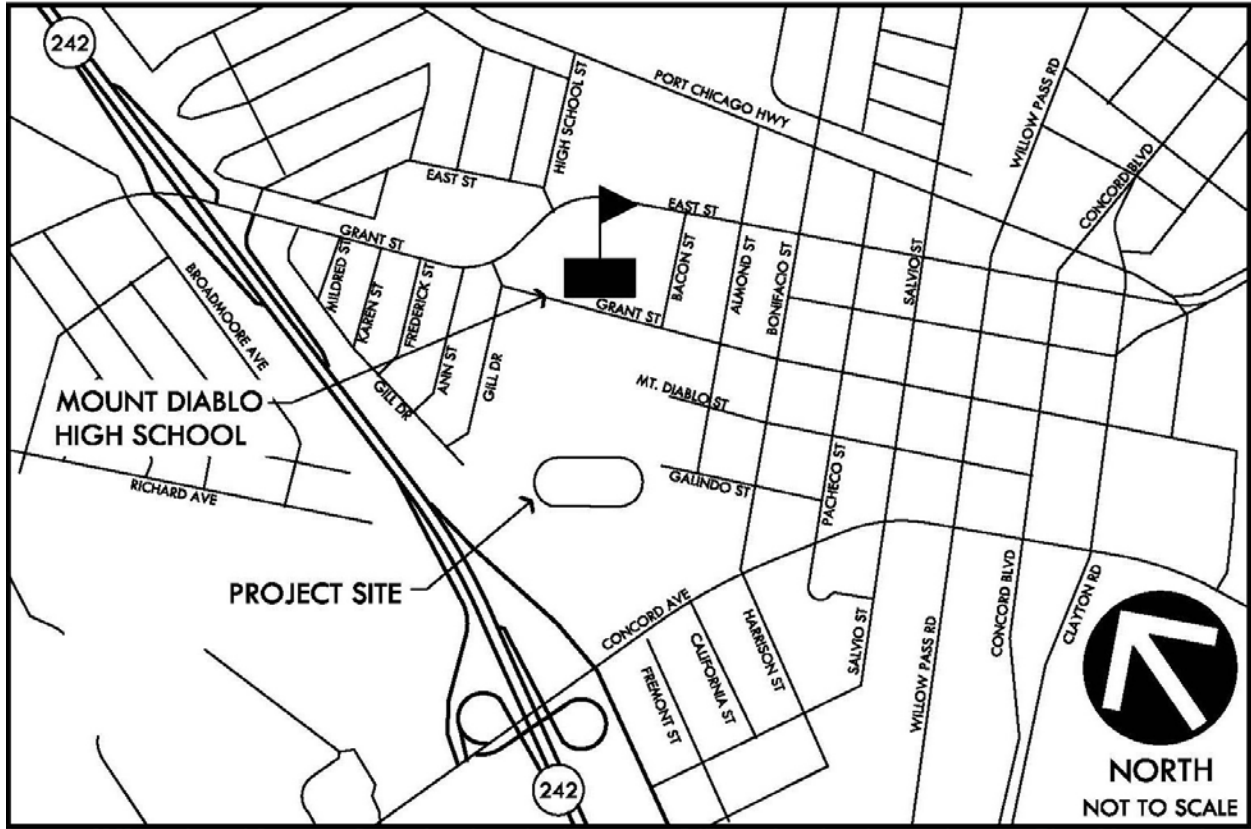 242
PORT CHICAGO HWY
WILLOW PASS RD
HIGH SCHOOL ST
CONCORD BLVD
EAST ST
EAST ST
GRANT ST
MILDRED ST
KAREN ST
FREDERICK ST
ANN ST
GILL DR
GILL DR
BROADMOORE AVE
BACON ST
ALMOND ST
BONIFACO ST
SALVIO ST
GRANT ST
MT. DIABLO ST
MOUNT DIABLO
HIGH SCHOOL
RICHARD AVE
GALINDO ST
PACHECO ST
PROJECT SITE
CONCORD AVE
FREMONT ST
CALIFORNIA ST
HARRISON ST
SALVIO ST
WILLOW PASS RD
CONCORD BLVD
CLAYTON RD
242
NORTH
NOT TO SCALE